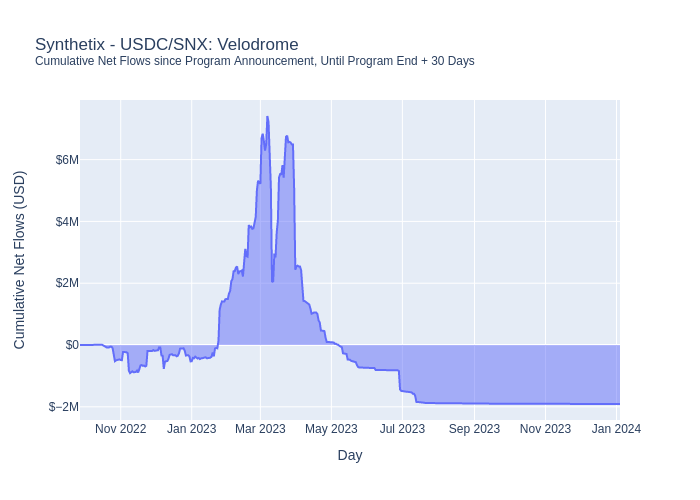 Synthetix - USDC/SNX: Velodrome
Cumulative Net Flows since Program Announcement, Until Program End + 30 Days
Cumulative Net Flows (USD)
$6M
$4M
$2M
$0
$−2M
Nov 2022
Jan 2023
Mar 2023
May 2023
Jul 2023
Sep 2023
Nov 2023
Jan 2024
Day